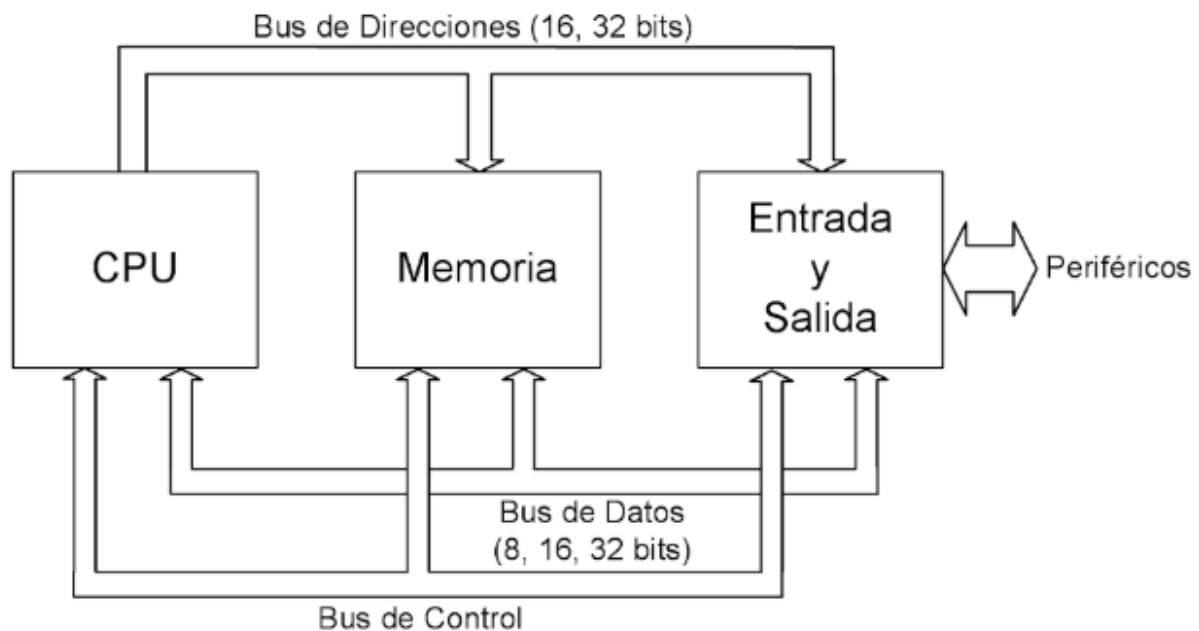 Bus de Direcciones (16, 32 bits)
CPU
Memoria
Entrada
y
Salida
Periféricos
Bus de Datos
(8, 16, 32 bits)
Bus de Control